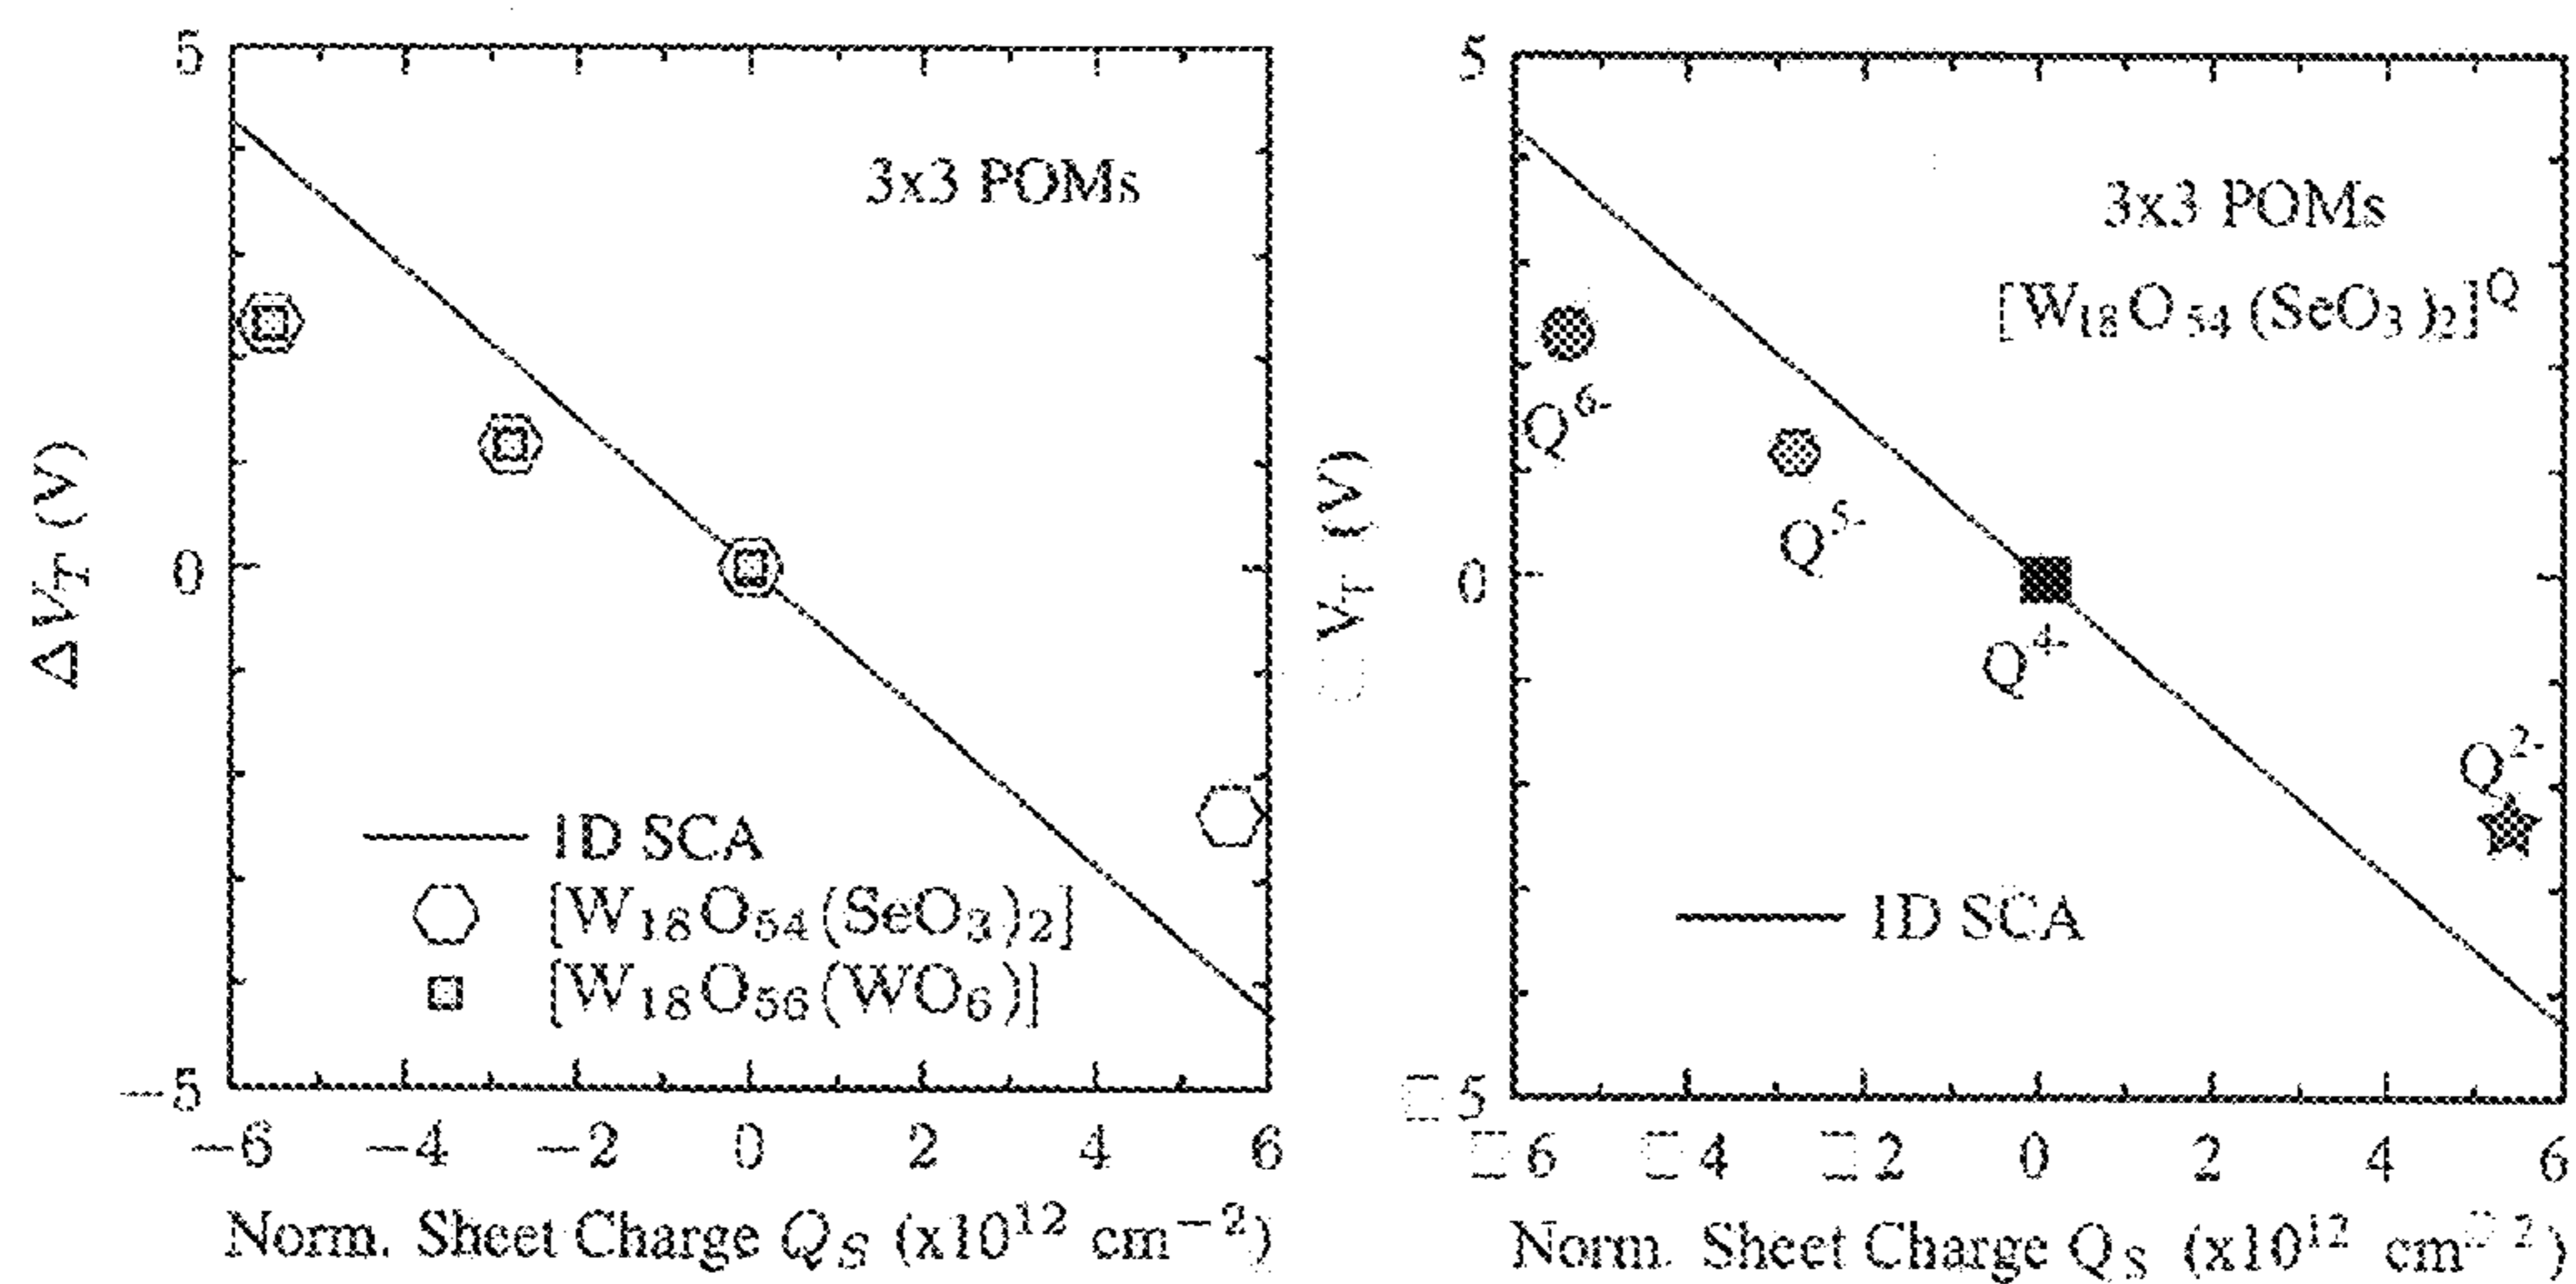 5
3x3 POMs
ΔV_T (V)
0
1D SCA
[W18O54(SeO3)2]
[W18O56(WO6)]
−5
−6 −4 −2 0 2 4 6
Norm. Sheet Charge Q_S (x10^12 cm^−2)
5
3x3 POMs
[W18O54(SeO3)2]^Q
Q^6-
Q^5-
□V_T (V)
0
Q^4-
Q^2-
1D SCA
□5
□6 □4 □2 0 2 4 6
Norm. Sheet Charge Q_S (x10^12 cm^□2)